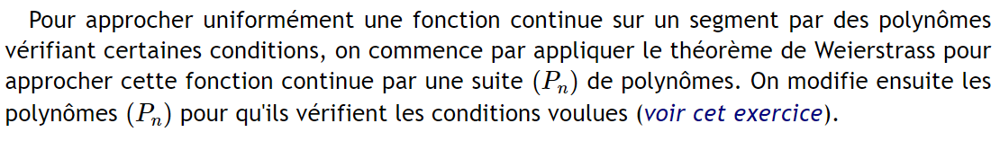 Pour approcher uniformément une fonction continue sur un segment par des polynômes
vérifiant certaines conditions, on commence par appliquer le théorème de Weierstrass pour
approcher cette fonction continue par une suite (Pₙ) de polynômes. On modifie ensuite les
polynômes (Pₙ) pour qu'ils vérifient les conditions voulues (voir cet exercice).